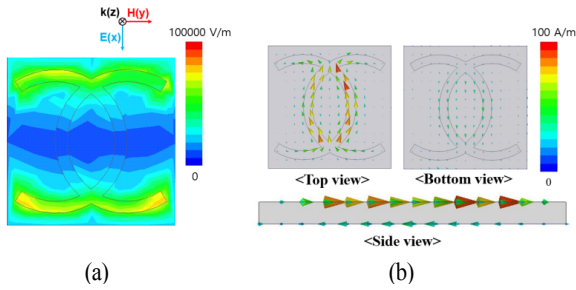 k(z) H(y)
E(x)
100000 V/m
0
100 A/m
0
<Top view> <Bottom view>
<Side view>
(a) (b)